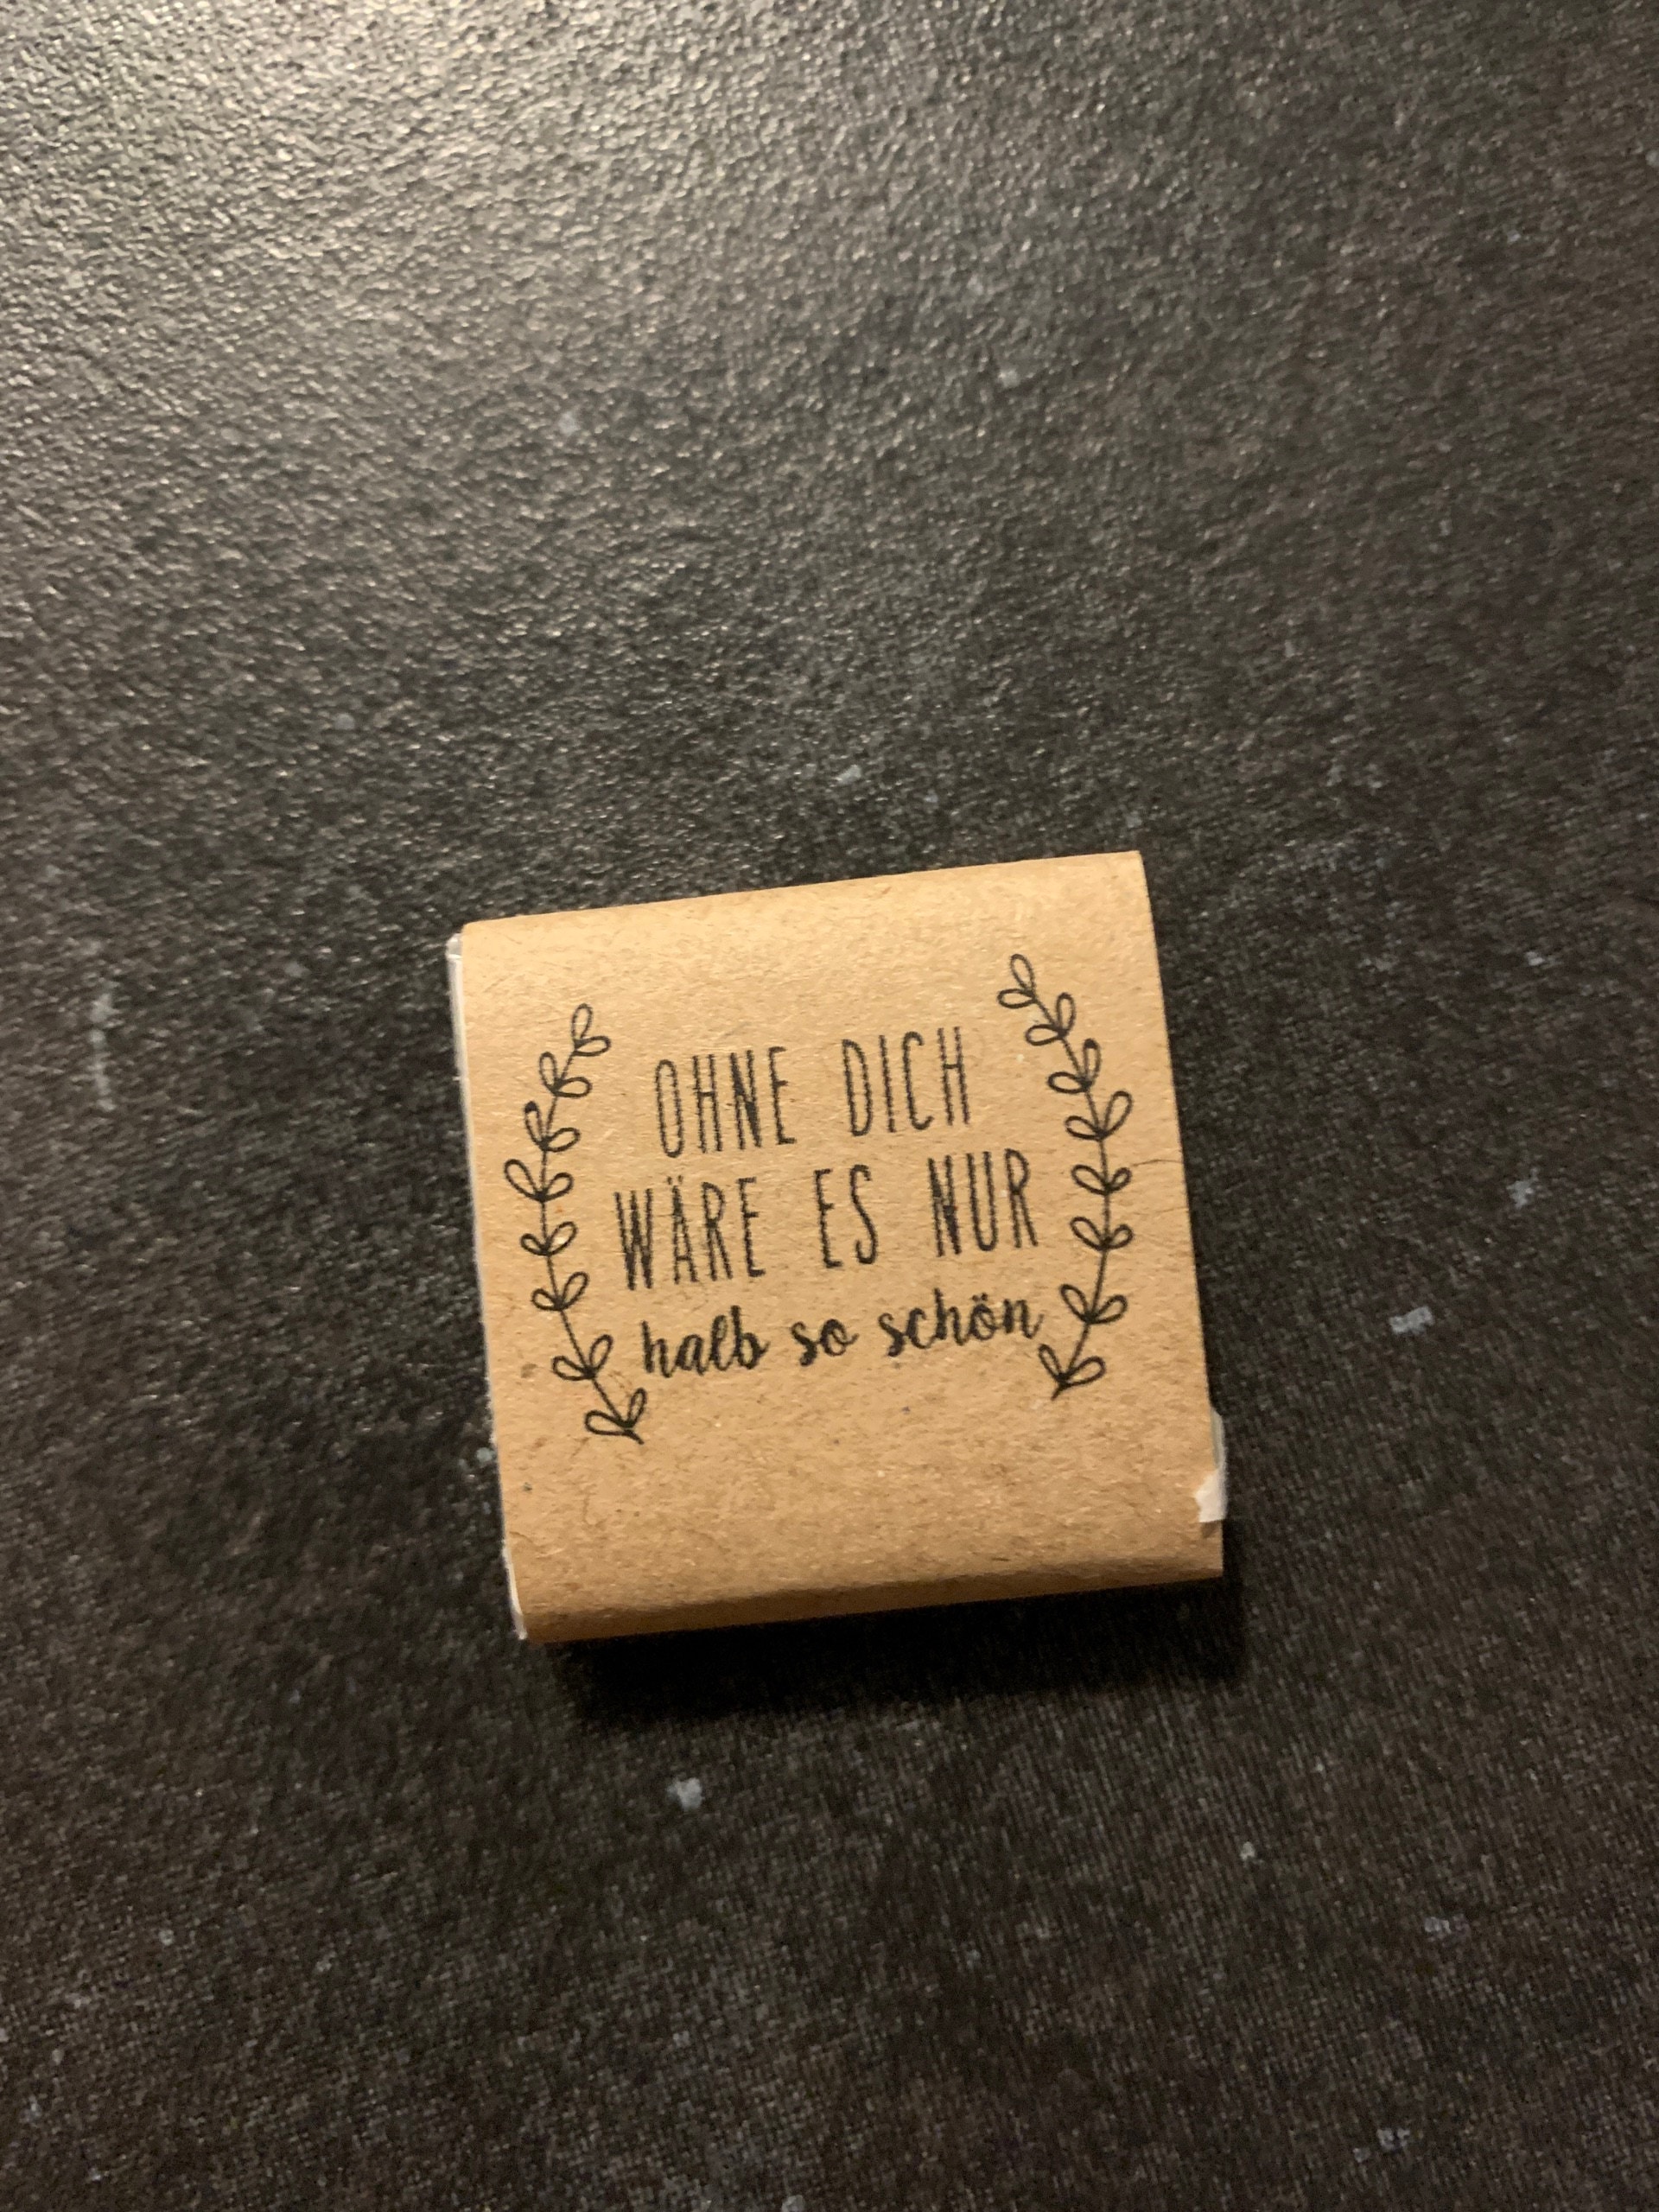 OHNE DICH
WÄRE ES NUR
halb so schön